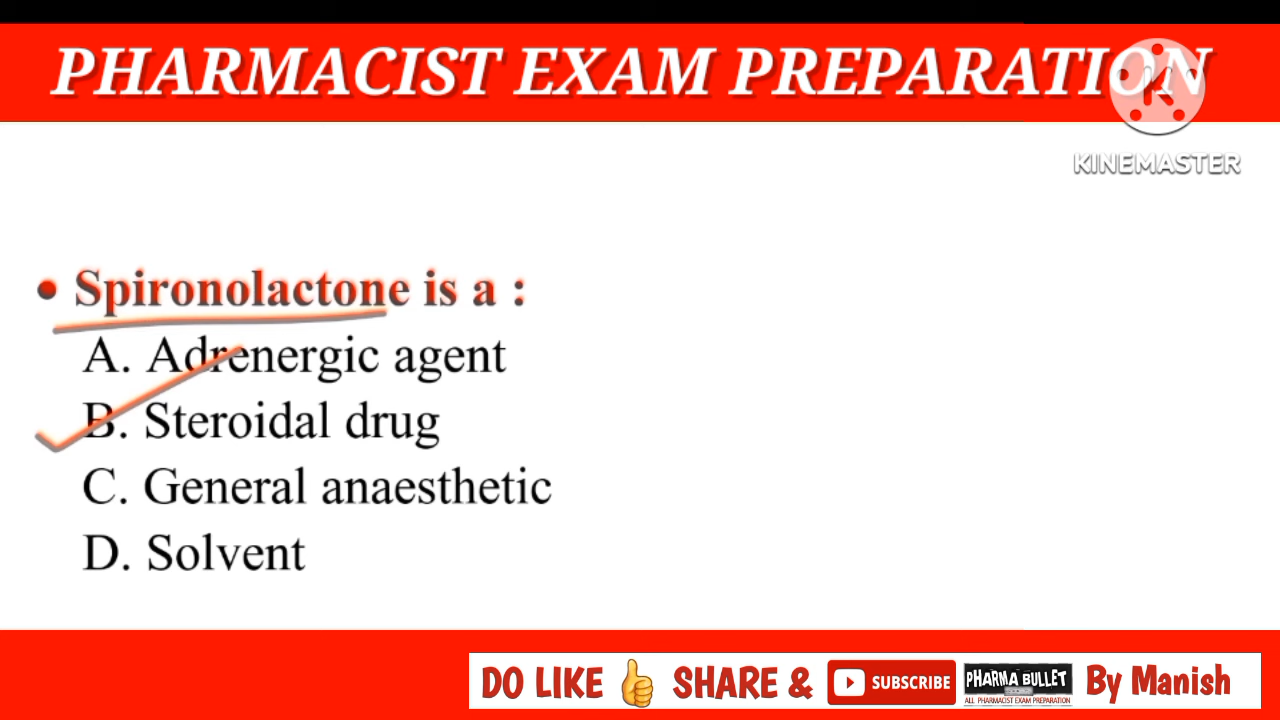 PHARMACIST EXAM PREPARATION
KINEMASTER
• Spironolactone is a :
A. Adrenergic agent
B. Steroidal drug
C. General anaesthetic
D. Solvent
DO LIKE SHARE & SUBSCRIBE PHARMA BULLET By Manish
ALL PHARMACIST EXAM PREPARATION